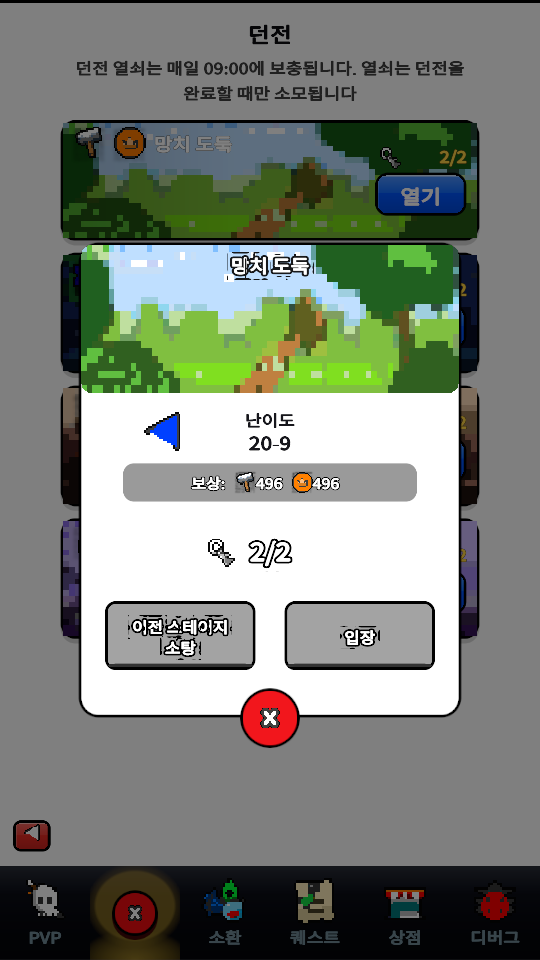 던전
던전 열쇠는 매일 09:00에 보충됩니다. 열쇠는 던전을
완료할 때만 소모됩니다
망치 도둑
2/2
열기
망치 도둑
난이도
20-9
보상: 496 496
2/2
이전 스테이지
소탕
입장
PVP
소환
퀘스트
상점
디버그